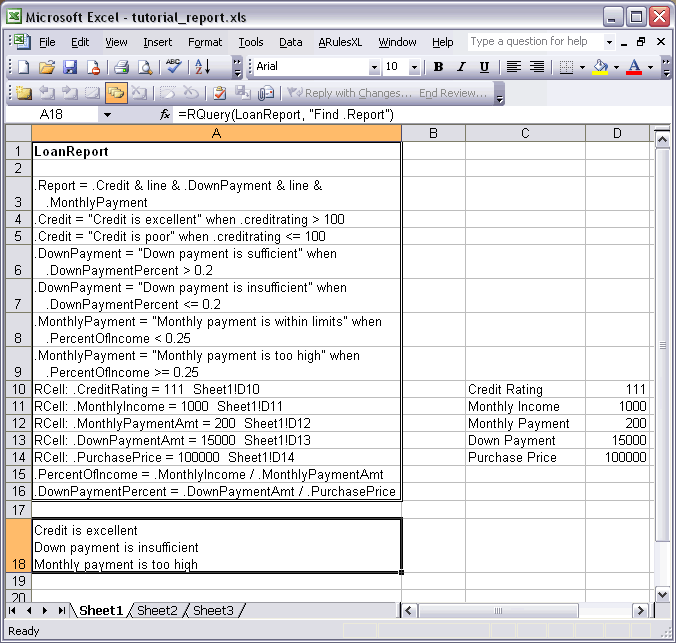 Microsoft Excel - tutorial_report.xls
File Edit View Insert Format Tools Data ARulesXL Window Help Type a question for help
Arial 10 B I U A
Reply with Changes... End Review...
A18 fx =RQuery(LoanReport, "Find .Report")
A B C D
1 LoanReport
2
.Report = .Credit & line & .DownPayment & line &
3 .MonthlyPayment
4 .Credit = "Credit is excellent" when .creditrating > 100
5 .Credit = "Credit is poor" when .creditrating <= 100
.DownPayment = "Down payment is sufficient" when
6 .DownPaymentPercent > 0.2
.DownPayment = "Down payment is insufficient" when
7 .DownPaymentPercent <= 0.2
.MonthlyPayment = "Monthly payment is within limits" when
8 .PercentOfIncome < 0.25
.MonthlyPayment = "Monthly payment is too high" when
9 .PercentOfIncome >= 0.25
10 RCell: .CreditRating = 111 Sheet1!D10 Credit Rating 111
11 RCell: .MonthlyIncome = 1000 Sheet1!D11 Monthly Income 1000
12 RCell: .MonthlyPaymentAmt = 200 Sheet1!D12 Monthly Payment 200
13 RCell: .DownPaymentAmt = 15000 Sheet1!D13 Down Payment 15000
14 RCell: .PurchasePrice = 100000 Sheet1!D14 Purchase Price 100000
15 .PercentOfIncome = .MonthlyIncome / .MonthlyPaymentAmt
16 .DownPaymentPercent = .DownPaymentAmt / .PurchasePrice
17
Credit is excellent
Down payment is insufficient
18 Monthly payment is too high
19
20
Sheet1 Sheet2 Sheet3
Ready